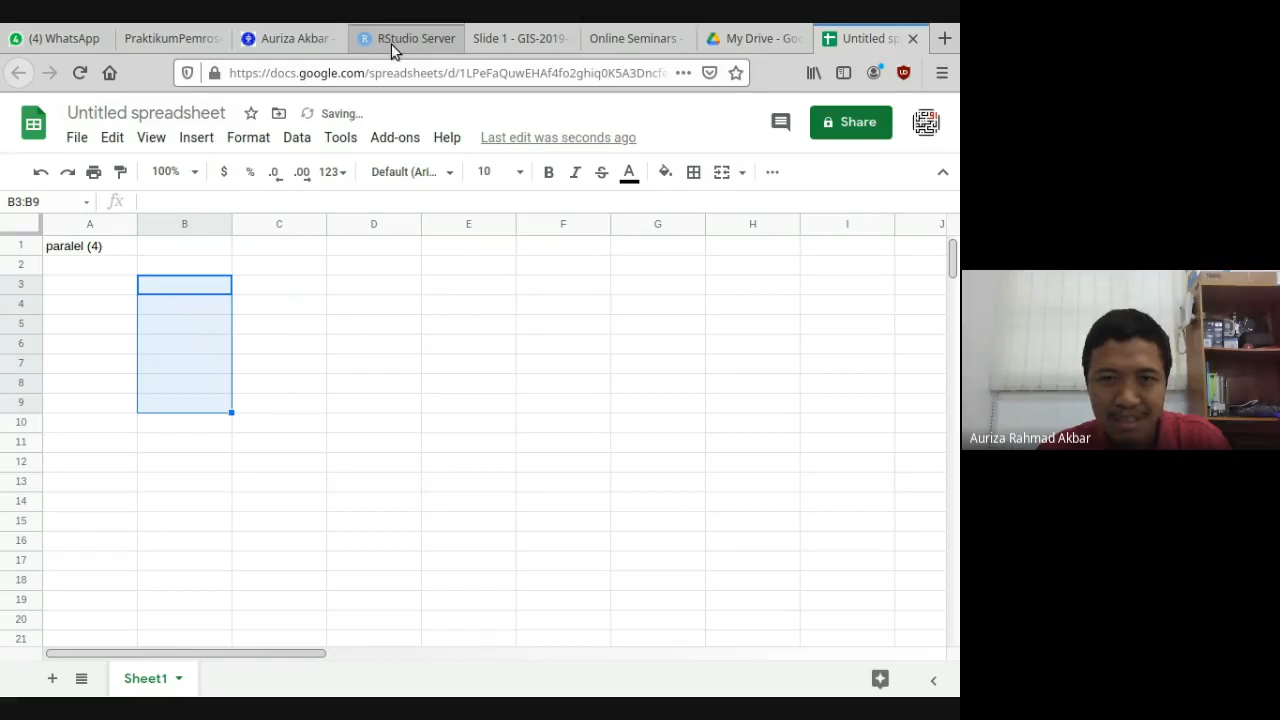 (4) WhatsApp
PraktikumPemros
Auriza Akbar -
RStudio Server
Slide 1 - GIS-2019-
Online Seminars -
My Drive - Goo
Untitled sp
https://docs.google.com/spreadsheets/d/1LPeFaQuwEHAf4fo2ghiq0K5A3Dncfe
Untitled spreadsheet
Saving...
File Edit View Insert Format Data Tools Add-ons Help Last edit was seconds ago
Share
100% $ % .0 .00 123 Default (Ari... 10 B I S A
B3:B9 fx
A B C D E F G H I J
1 paralel (4)
2
3
4
5
6
7
8
9
10
11
12
13
14
15
16
17
18
19
20
21
Sheet1
Auriza Rahmad Akbar